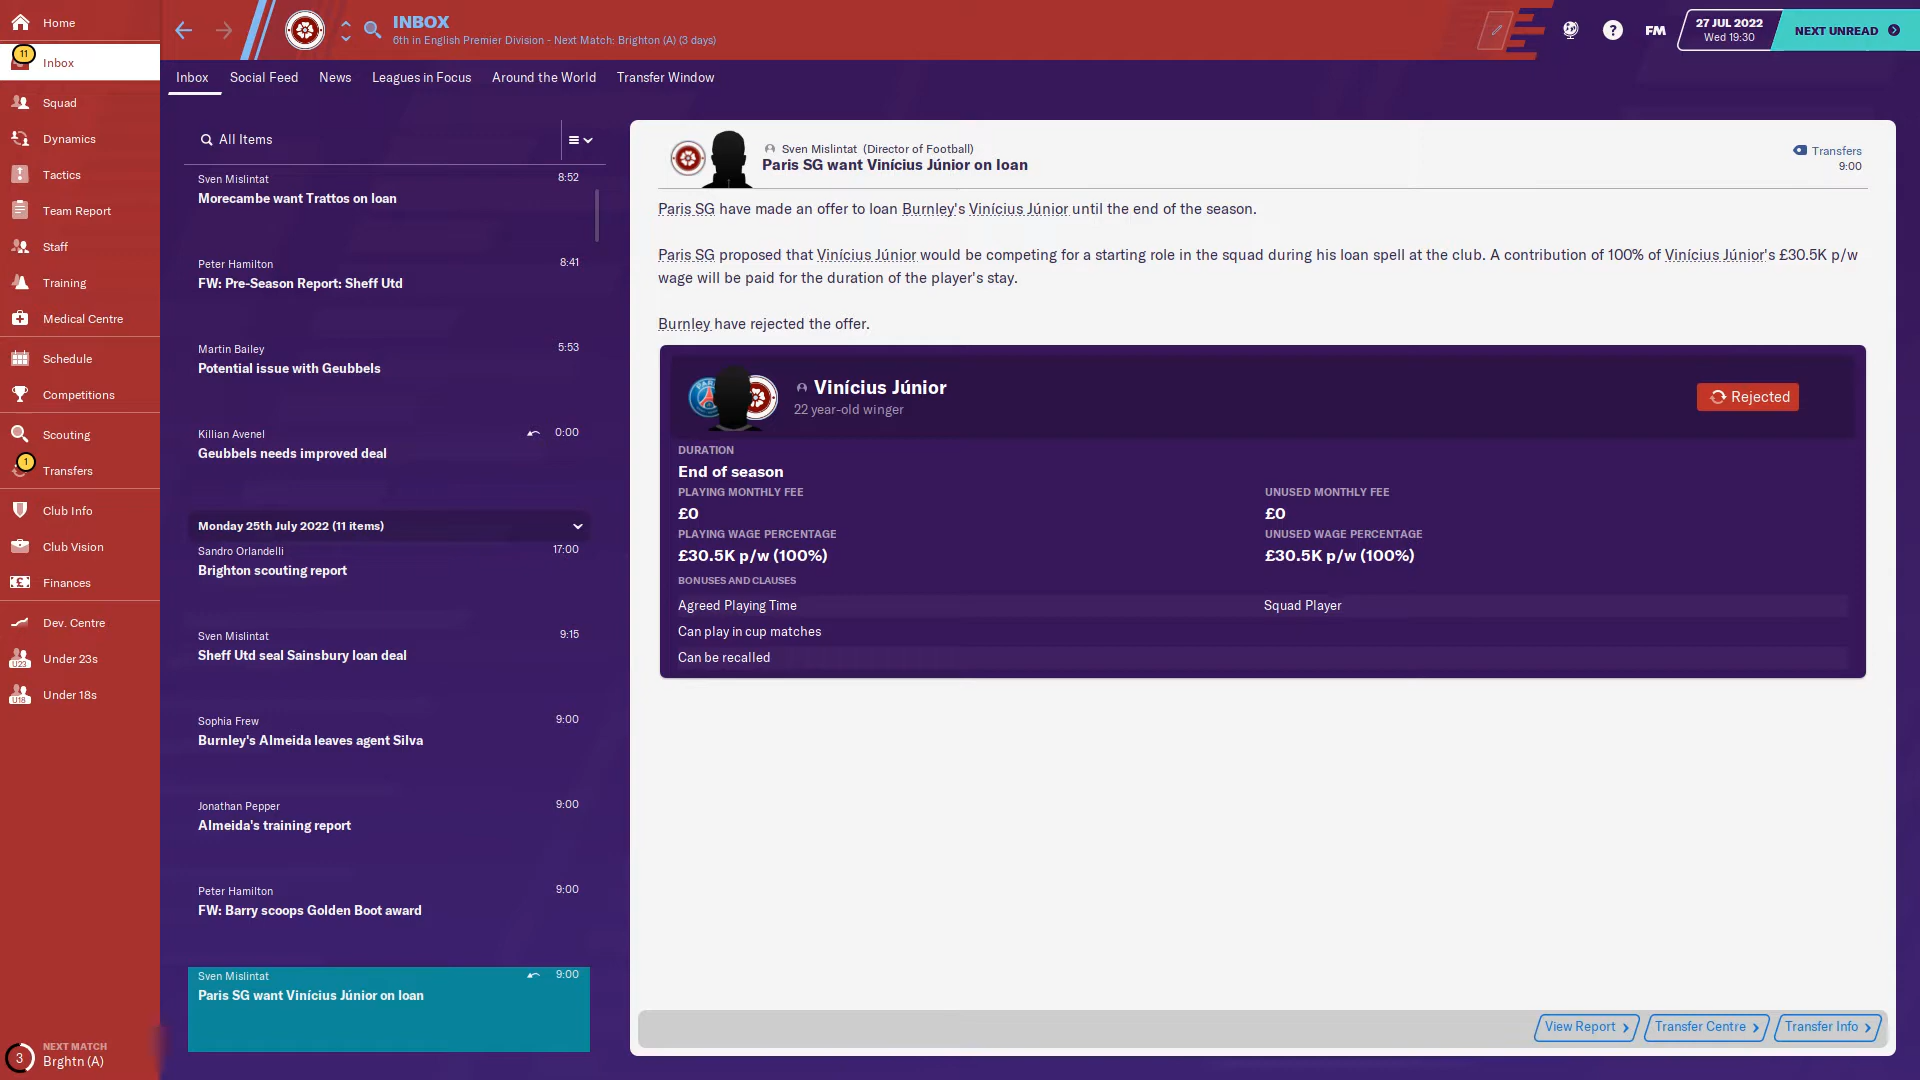 Home
11
Inbox
Squad
Dynamics
Tactics
Team Report
Staff
Training
Medical Centre
Schedule
Competitions
Scouting
1
Transfers
Club Info
Club Vision
Finances
Dev. Centre
U23
Under 23s
U18
Under 18s
3
NEXT MATCH
Brghtn (A)
INBOX
6th in English Premier Division - Next Match: Brighton (A) (3 days)
FM
27 JUL 2022
Wed 19:30
NEXT UNREAD
Inbox Social Feed News Leagues in Focus Around the World Transfer Window
All Items
Sven Mislintat 8:52
Morecambe want Trattos on loan
Peter Hamilton 8:41
FW: Pre-Season Report: Sheff Utd
Martin Bailey 5:53
Potential issue with Geubbels
Killian Avenel 0:00
Geubbels needs improved deal
Monday 25th July 2022 (11 items)
Sandro Orlandelli 17:00
Brighton scouting report
Sven Mislintat 9:15
Sheff Utd seal Sainsbury loan deal
Sophia Frew 9:00
Burnley's Almeida leaves agent Silva
Jonathan Pepper 9:00
Almeida's training report
Peter Hamilton 9:00
FW: Barry scoops Golden Boot award
Sven Mislintat 9:00
Paris SG want Vinícius Júnior on loan
Sven Mislintat (Director of Football)
Paris SG want Vinícius Júnior on loan
Transfers
9:00
Paris SG have made an offer to loan Burnley's Vinícius Júnior until the end of the season.
Paris SG proposed that Vinícius Júnior would be competing for a starting role in the squad during his loan spell at the club. A contribution of 100% of Vinícius Júnior's £30.5K p/w
wage will be paid for the duration of the player's stay.
Burnley have rejected the offer.
PARIS
Vinícius Júnior
22 year-old winger
Rejected
DURATION
End of season
PLAYING MONTHLY FEE UNUSED MONTHLY FEE
£0 £0
PLAYING WAGE PERCENTAGE UNUSED WAGE PERCENTAGE
£30.5K p/w (100%) £30.5K p/w (100%)
BONUSES AND CLAUSES
Agreed Playing Time Squad Player
Can play in cup matches
Can be recalled
View Report Transfer Centre Transfer Info